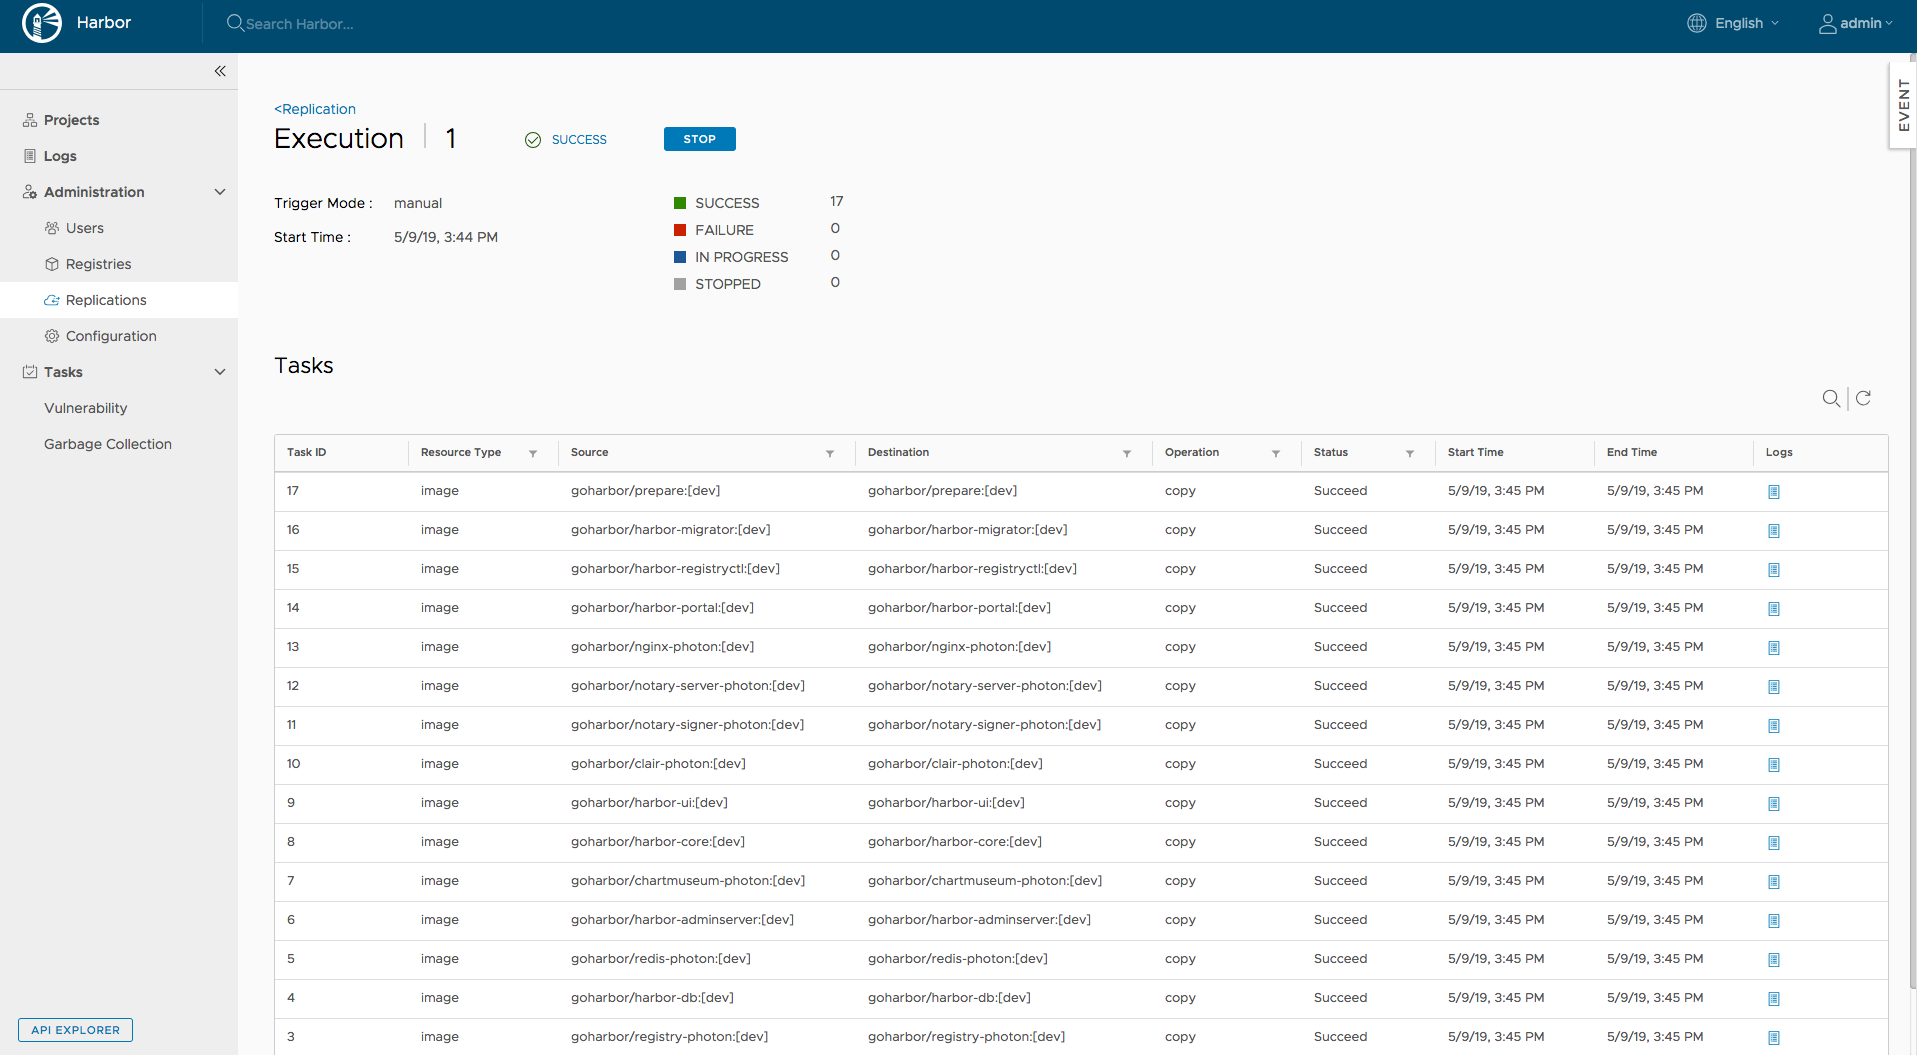 Harbor
Search Harbor...
English
admin
EVENT
Projects
Logs
Administration
Users
Registries
Replications
Configuration
Tasks
Vulnerability
Garbage Collection
API EXPLORER
<Replication
Execution 1 SUCCESS STOP
Trigger Mode : manual
Start Time : 5/9/19, 3:44 PM
SUCCESS 17
FAILURE 0
IN PROGRESS 0
STOPPED 0
Tasks
Task ID Resource Type Source Destination Operation Status Start Time End Time Logs
17 image goharbor/prepare:[dev] goharbor/prepare:[dev] copy Succeed 5/9/19, 3:45 PM 5/9/19, 3:45 PM
16 image goharbor/harbor-migrator:[dev] goharbor/harbor-migrator:[dev] copy Succeed 5/9/19, 3:45 PM 5/9/19, 3:45 PM
15 image goharbor/harbor-registryctl:[dev] goharbor/harbor-registryctl:[dev] copy Succeed 5/9/19, 3:45 PM 5/9/19, 3:45 PM
14 image goharbor/harbor-portal:[dev] goharbor/harbor-portal:[dev] copy Succeed 5/9/19, 3:45 PM 5/9/19, 3:45 PM
13 image goharbor/nginx-photon:[dev] goharbor/nginx-photon:[dev] copy Succeed 5/9/19, 3:45 PM 5/9/19, 3:45 PM
12 image goharbor/notary-server-photon:[dev] goharbor/notary-server-photon:[dev] copy Succeed 5/9/19, 3:45 PM 5/9/19, 3:45 PM
11 image goharbor/notary-signer-photon:[dev] goharbor/notary-signer-photon:[dev] copy Succeed 5/9/19, 3:45 PM 5/9/19, 3:45 PM
10 image goharbor/clair-photon:[dev] goharbor/clair-photon:[dev] copy Succeed 5/9/19, 3:45 PM 5/9/19, 3:45 PM
9 image goharbor/harbor-ui:[dev] goharbor/harbor-ui:[dev] copy Succeed 5/9/19, 3:45 PM 5/9/19, 3:45 PM
8 image goharbor/harbor-core:[dev] goharbor/harbor-core:[dev] copy Succeed 5/9/19, 3:45 PM 5/9/19, 3:45 PM
7 image goharbor/chartmuseum-photon:[dev] goharbor/chartmuseum-photon:[dev] copy Succeed 5/9/19, 3:45 PM 5/9/19, 3:45 PM
6 image goharbor/harbor-adminserver:[dev] goharbor/harbor-adminserver:[dev] copy Succeed 5/9/19, 3:45 PM 5/9/19, 3:45 PM
5 image goharbor/redis-photon:[dev] goharbor/redis-photon:[dev] copy Succeed 5/9/19, 3:45 PM 5/9/19, 3:45 PM
4 image goharbor/harbor-db:[dev] goharbor/harbor-db:[dev] copy Succeed 5/9/19, 3:45 PM 5/9/19, 3:45 PM
3 image goharbor/registry-photon:[dev] goharbor/registry-photon:[dev] copy Succeed 5/9/19, 3:45 PM 5/9/19, 3:45 PM